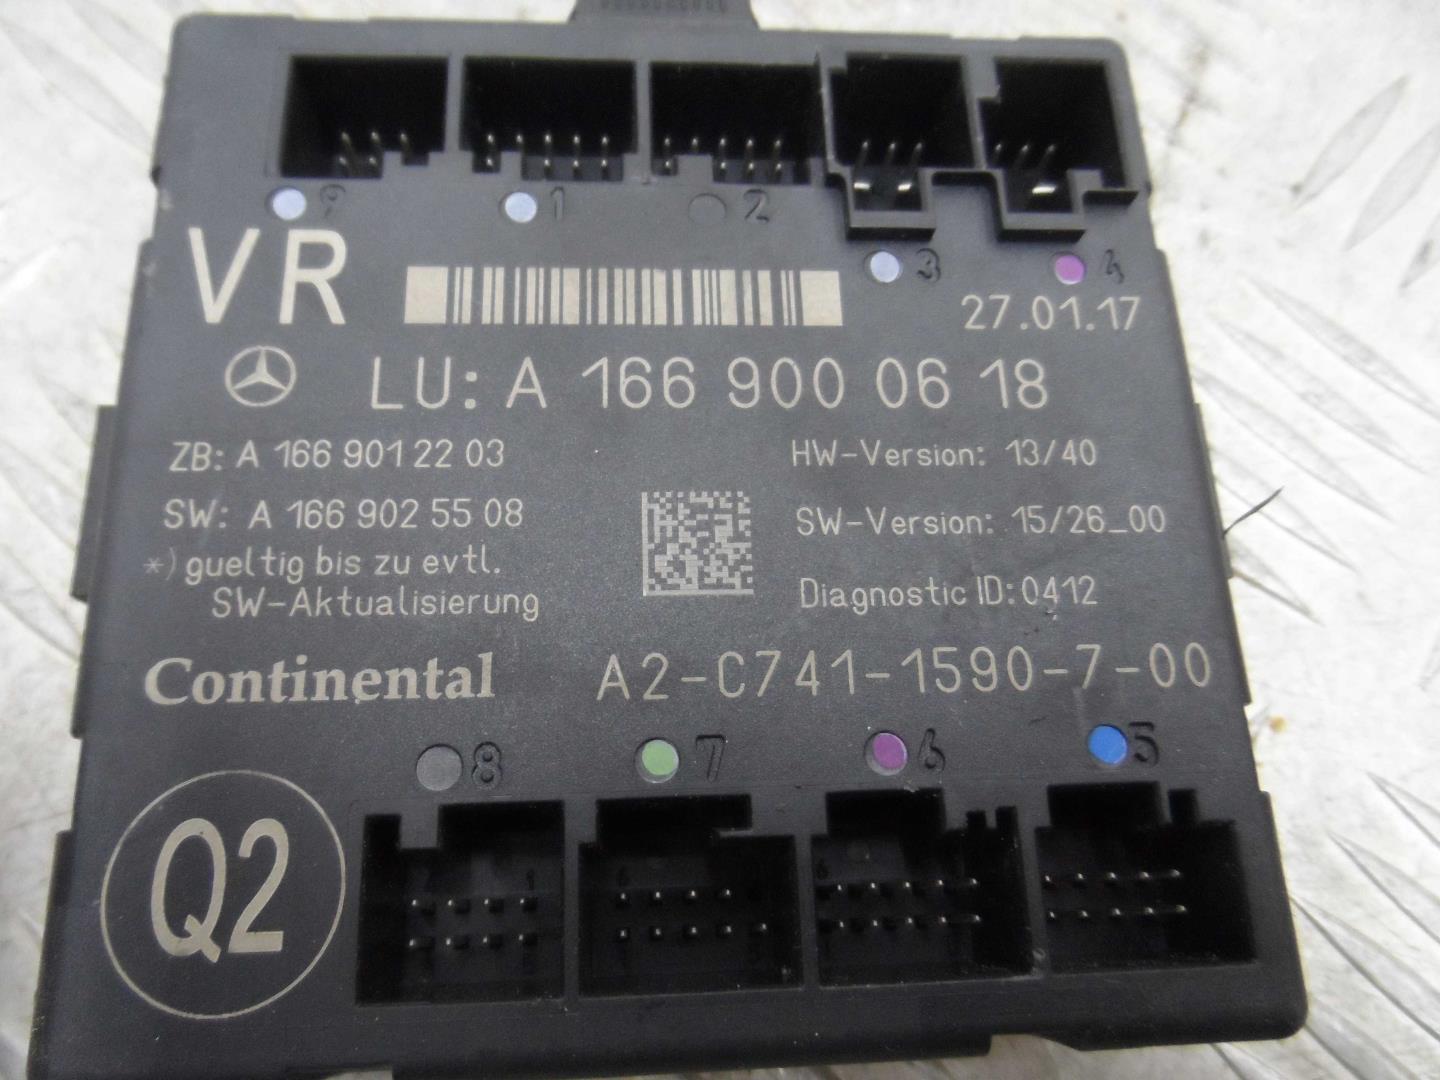 9 1 2
VR
3 4
27.01.17
LU: A 166 900 06 18
ZB: A 166 901 22 03
HW-Version: 13/40
SW: A 166 902 55 08
SW-Version: 15/26_00
*) gueltig bis zu evtl.
SW-Aktualisierung
Diagnostic ID: 0412
Continental
A2-C741-1590-7-00
8 7 6 5
Q2